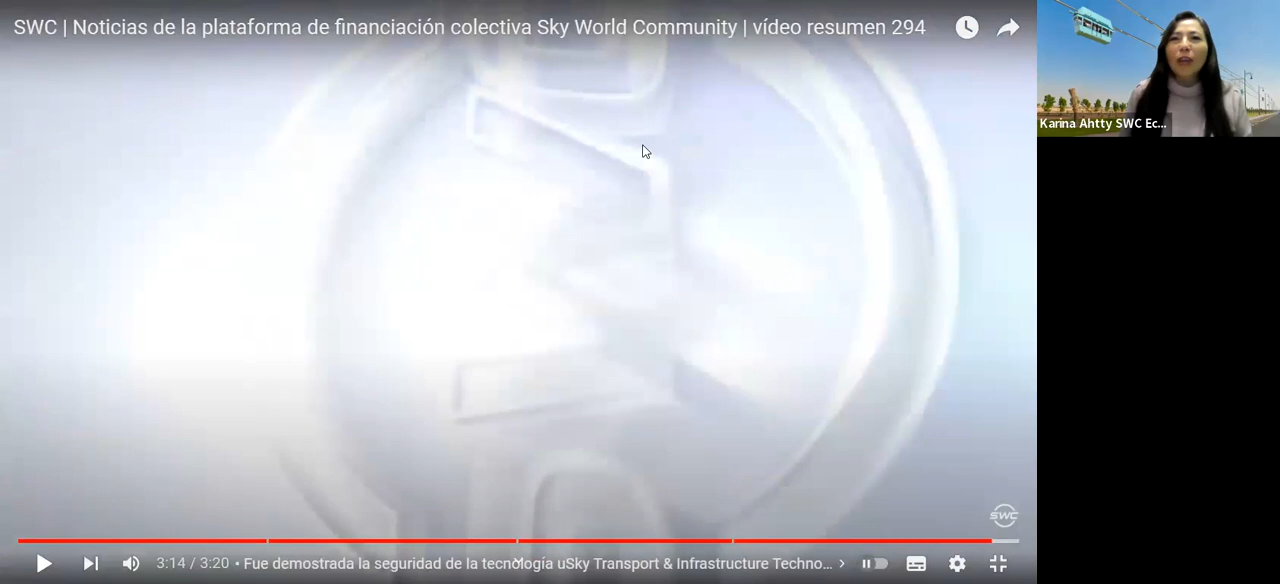 SWC | Noticias de la plataforma de financiación colectiva Sky World Community | vídeo resumen 294
Karina Ahtty SWC Ec...
SWC
3:14 / 3:20 • Fue demostrada la seguridad de la tecnología uSky Transport & Infrastructure Techno...